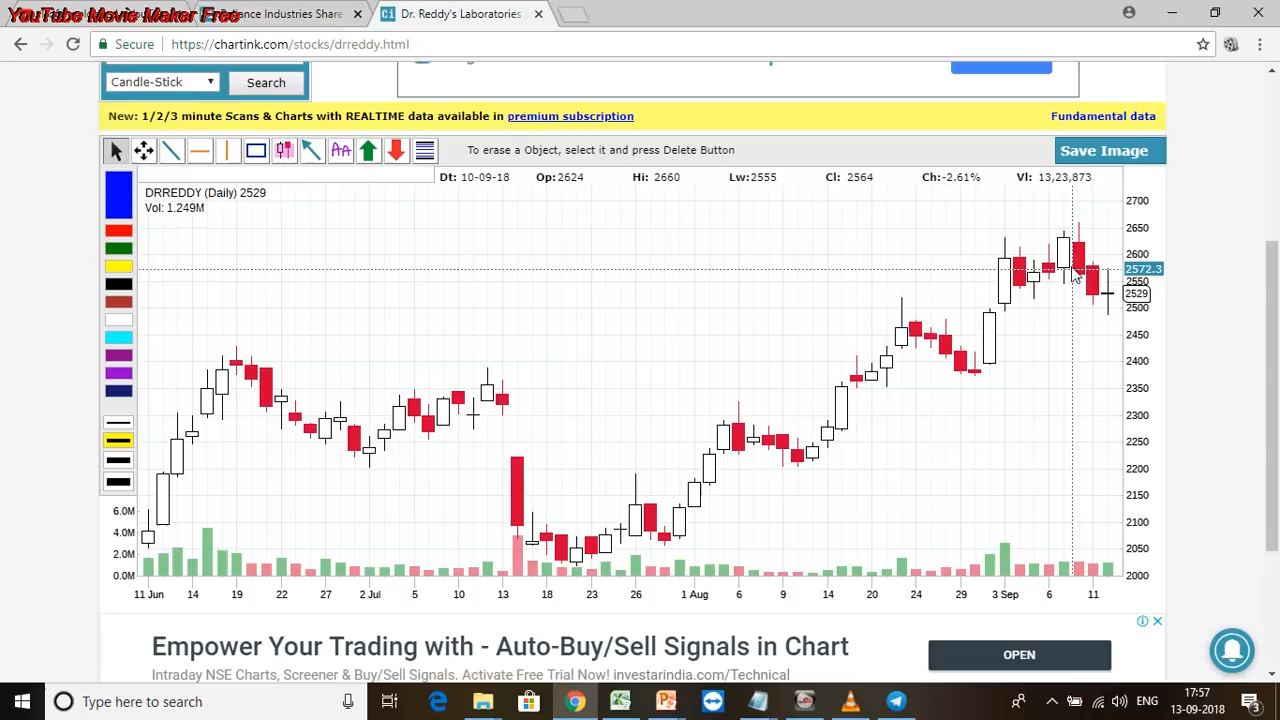 YouTube Movie Maker Free
Reliance Industries Share
Ci Dr. Reddy's Laboratories
Secure https://chartink.com/stocks/drreddy.html
Candle-Stick
Search
New: 1/2/3 minute Scans & Charts with REALTIME data available in premium subscription
Fundamental data
To erase a Object, select it and press Delete Button
Save Image
Dt: 10-09-18 Op:2624 Hi: 2660 Lw:2555 Cl: 2564 Ch:-2.61% Vl: 13,23,873
DRREDDY (Daily) 2529
Vol: 1.249M
2700
2650
2600
2572.3
2550
2529
2500
2450
2400
2350
2300
2250
2200
2150
2100
2050
2000
6.0M
4.0M
2.0M
0.0M
11 Jun 14 19 22 27 2 Jul 5 10 13 18 23 26 1 Aug 6 9 14 20 24 29 3 Sep 6 11
Empower Your Trading with - Auto-Buy/Sell Signals in Chart
Intraday NSE Charts, Screener & Buy/Sell Signals. Activate Free Trial Now! investarindia.com/Technical
OPEN
Type here to search
ENG
17:57
13-09-2018
3